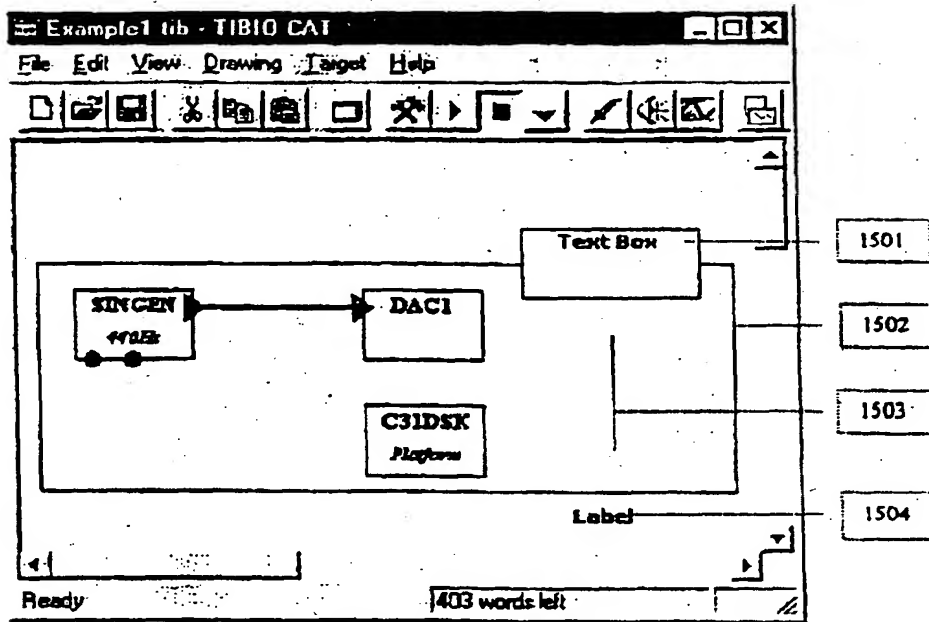 Example1 tib - TIBIO CAT
File Edit View Drawing Target Help
Text Box
1501
SINGEN
440Hz
DAC1
1502
C31DSK
Platform
1503
Label
1504
Ready
403 words left